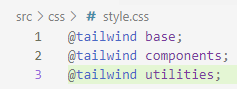 src > css > # style.css
1 @tailwind base;
2 @tailwind components;
3 @tailwind utilities;